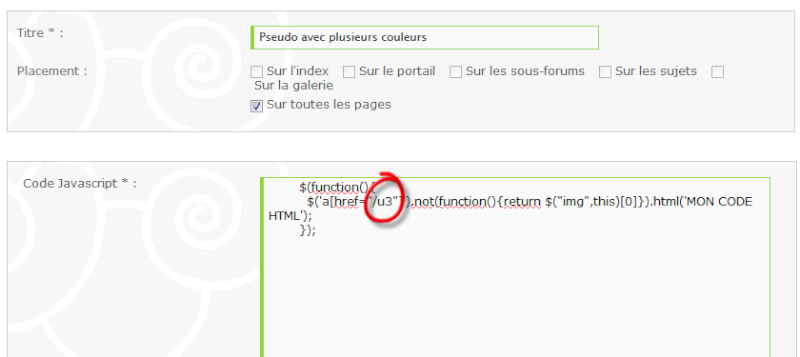 Titre * :
Pseudo avec plusieurs couleurs
Placement :
Sur l'index Sur le portail Sur les sous-forums Sur les sujets
Sur la galerie
Sur toutes les pages
Code Javascript * :
$(function(){
$('a[href="/u3"]').not(function(){return $("img",this)[0]}).html('MON CODE
HTML');
});